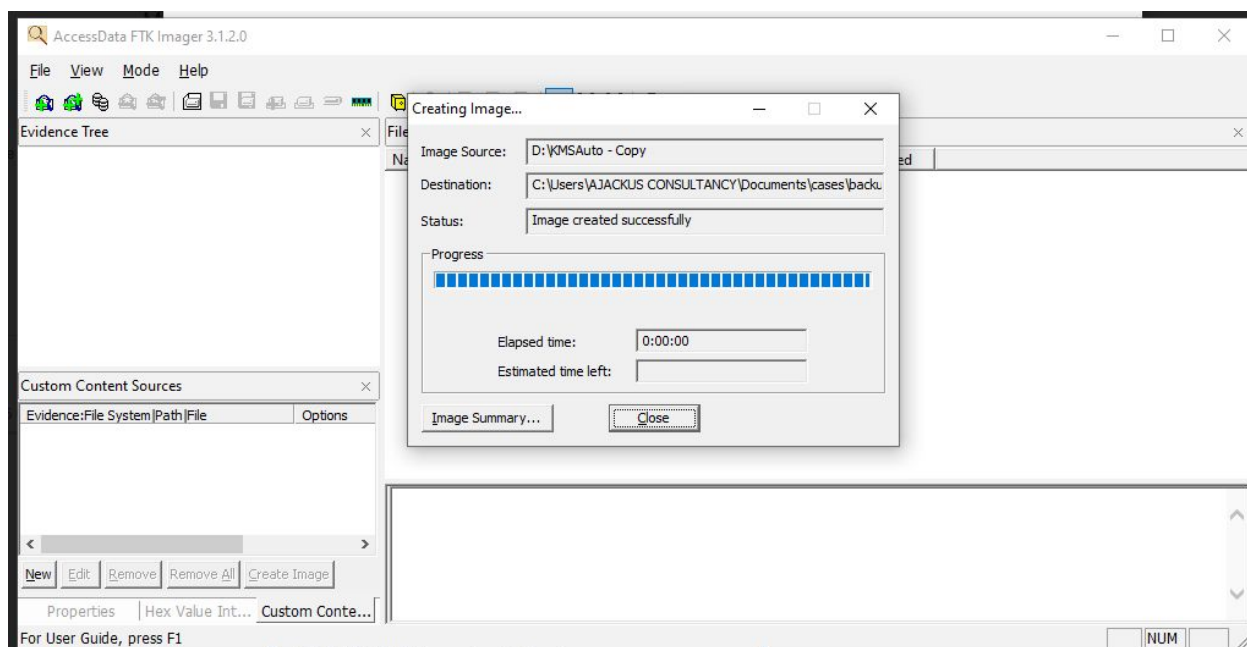 AccessData FTK Imager 3.1.2.0
File View Mode Help
Evidence Tree
File
Creating Image...
Image Source: D:\KMSAuto - Copy
Destination: C:\Users\AJACKUS CONSULTANCY\Documents\cases\backu
Status: Image created successfully
Progress
Elapsed time: 0:00:00
Estimated time left:
Image Summary... Close
Custom Content Sources
Evidence:File System|Path|File Options
New Edit Remove Remove All Create Image
Properties Hex Value Int... Custom Conte...
For User Guide, press F1 NUM